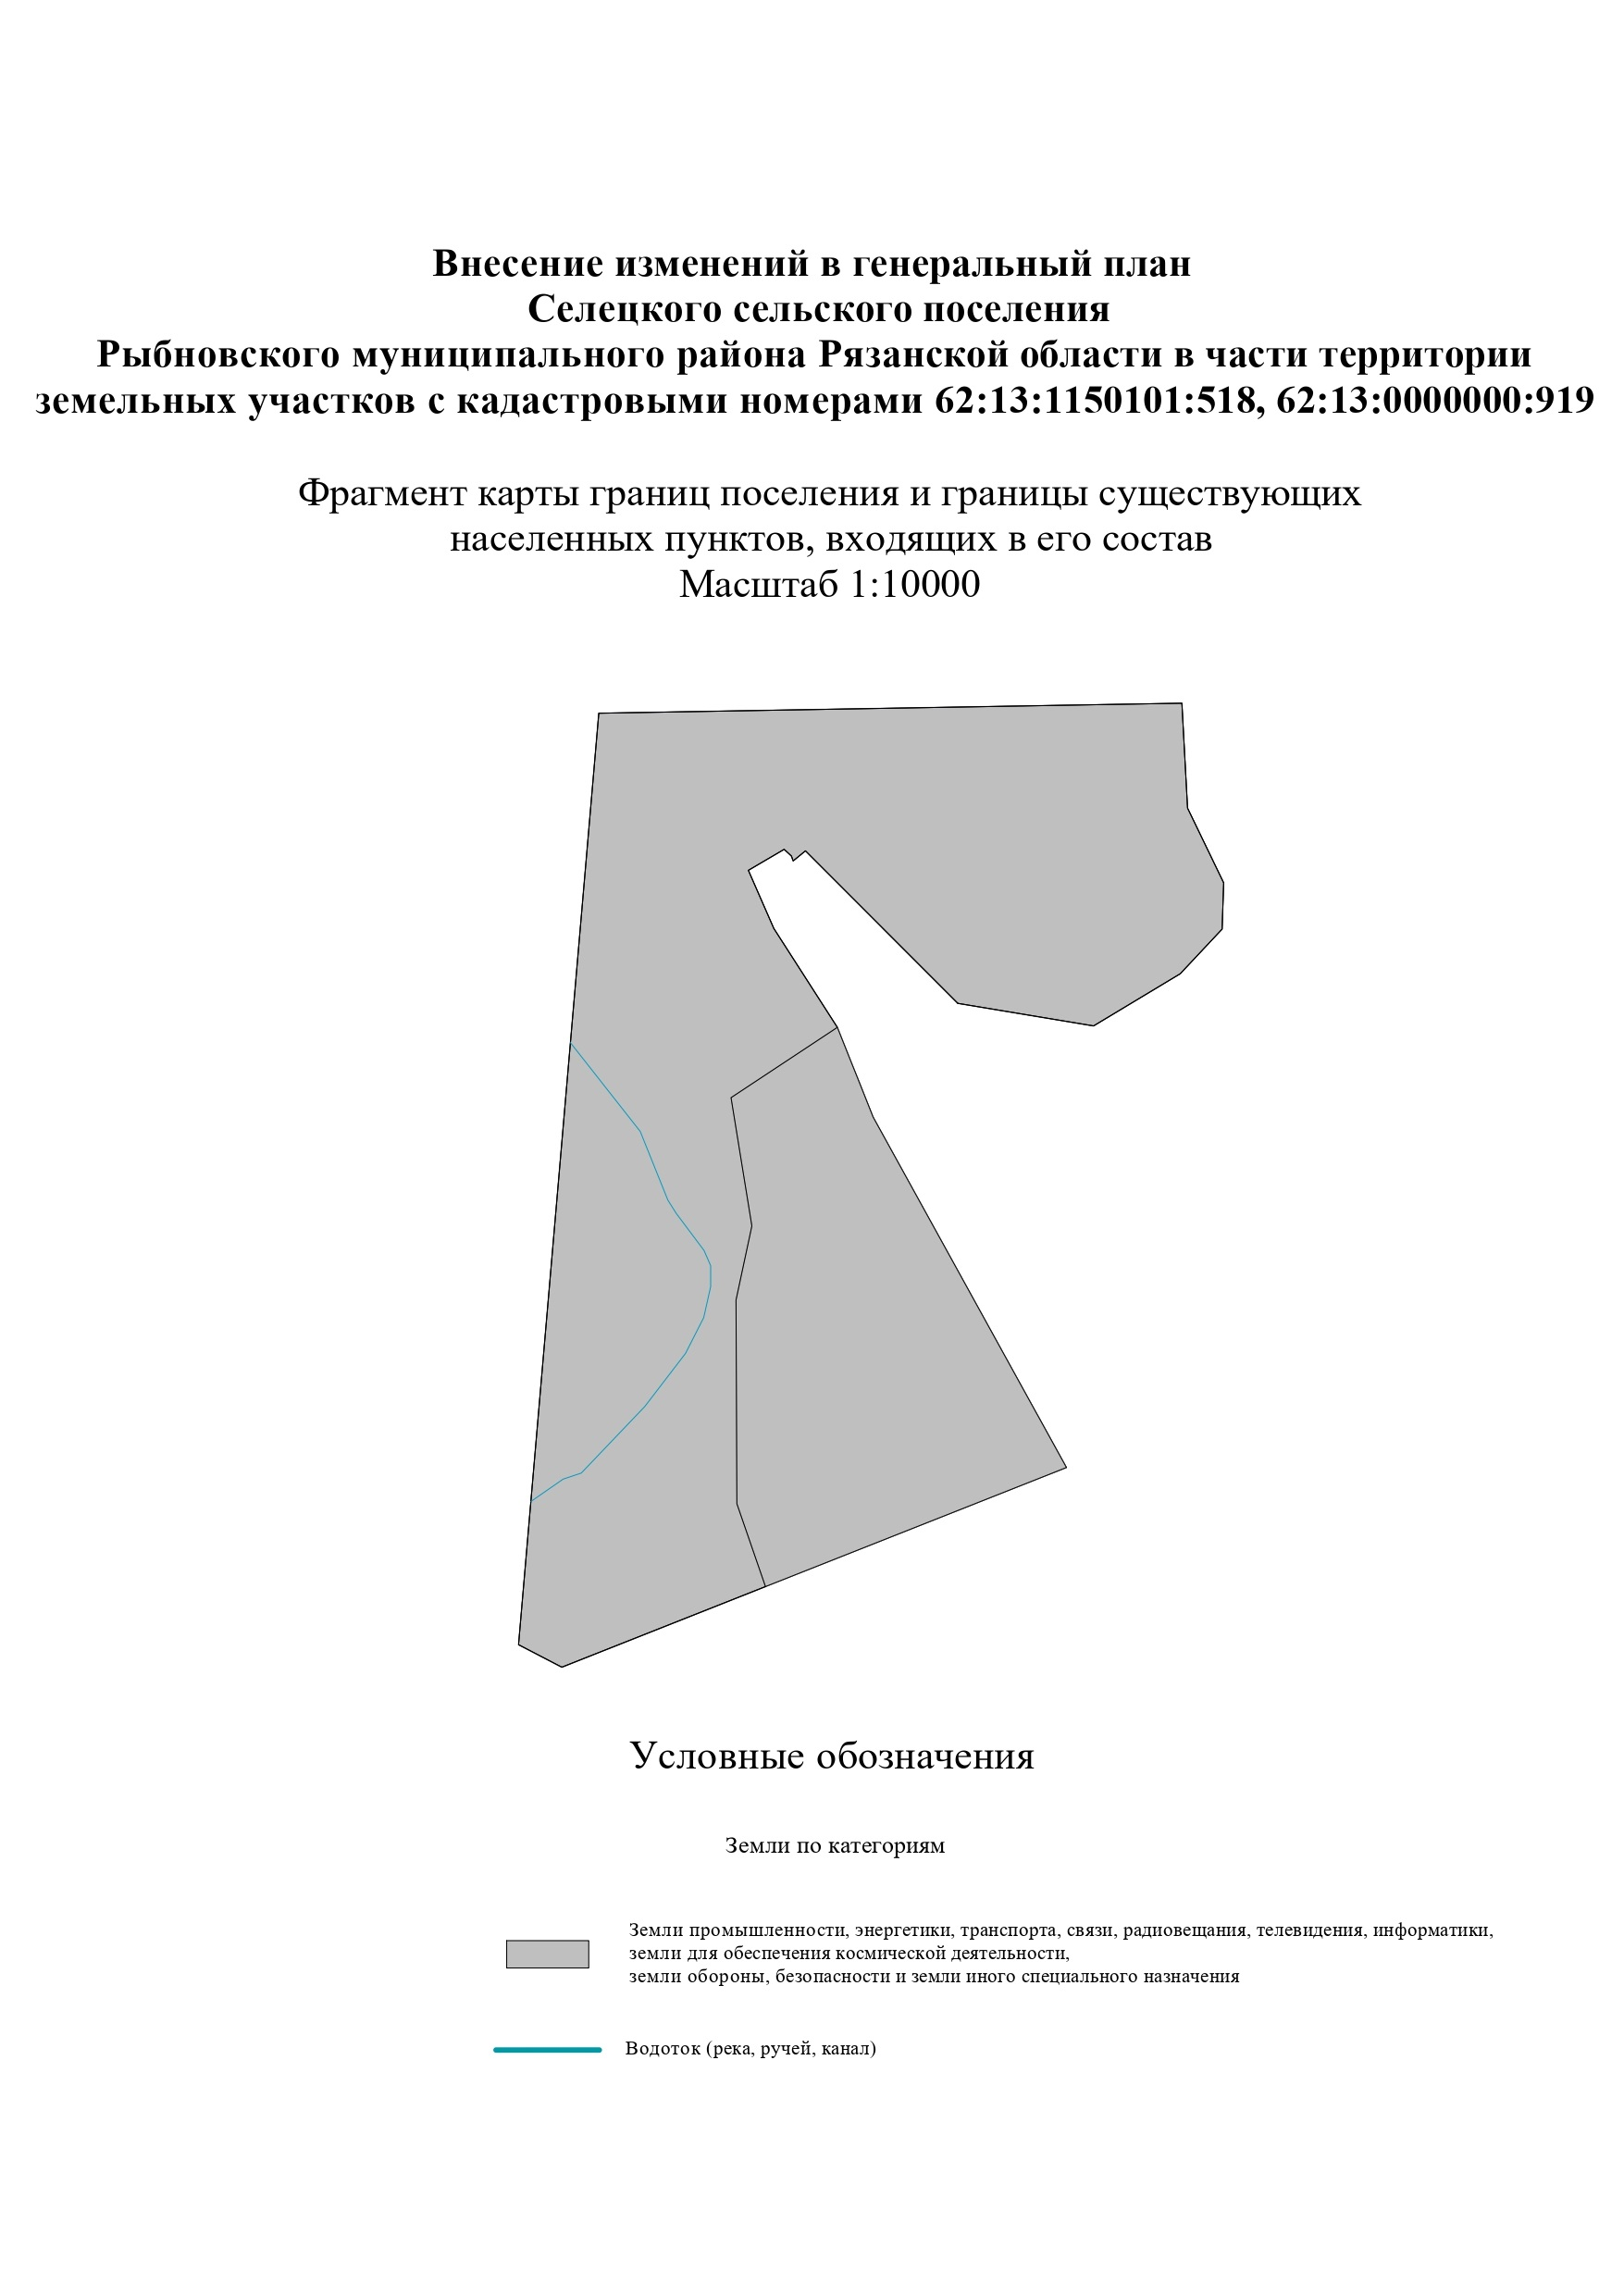 Внесение изменений в генеральный план
Селецкого сельского поселения
Рыбновского муниципального района Рязанской области в части территории
земельных участков с кадастровыми номерами 62:13:1150101:518, 62:13:0000000:919
Фрагмент карты границ поселения и границы существующих
населенных пунктов, входящих в его состав
Масштаб 1:10000
Условные обозначения
Земли по категориям
Земли промышленности, энергетики, транспорта, связи, радиовещания, телевидения, информатики,
земли для обеспечения космической деятельности,
земли обороны, безопасности и земли иного специального назначения
Водоток (река, ручей, канал)